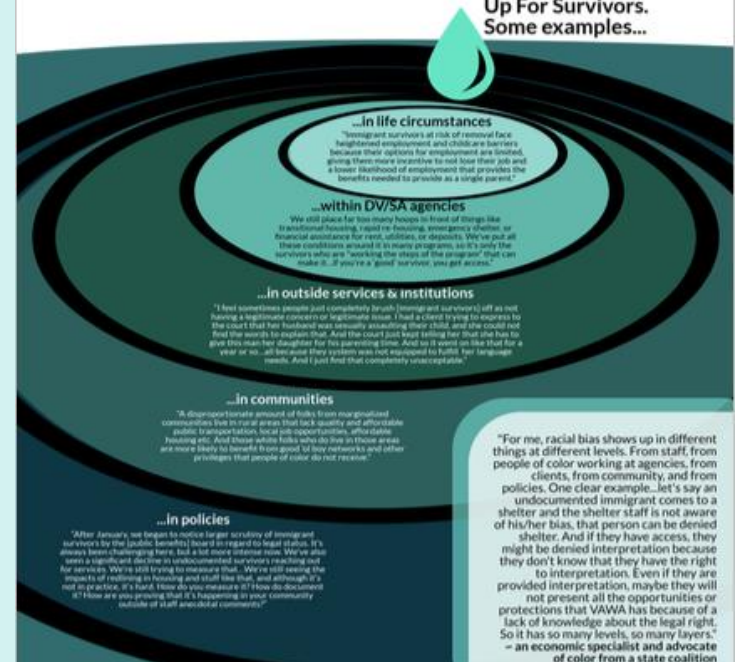 Up For Survivors.
Some examples...
...in life circumstances
"Immigrant survivors at risk of removal face
heightened employment and childcare barriers
because their options for employment are limited,
giving them more incentive to not lose their job and
a lower likelihood of employment that provides the
benefits needed to provide as a single parent."
...within DV/SA agencies
We still place far too many hoops in front of things like
transitional housing, rapid re-housing, emergency shelter, or
financial assistance for rent, utilities, or deposits. We've put all
these conditions around it in many programs, so it's only the
survivors who are "working the steps of the program" that can
make it...if you're a 'good' survivor, you get access."
...in outside services & institutions
"I feel sometimes people just completely brush [immigrant survivors] off as not
having a legitimate concern or legitimate issue. I had a client trying to express to
the court that her husband was sexually assaulting their child, and she could not
find the words to explain that. And the court just kept telling her that she has to
give this man her daughter for his parenting time. And so it went on like that for a
year or so...all because they system was not equipped to fulfill her language
needs. And I just find that completely unacceptable."
...in communities
"A disproportionate amount of folks from marginalized
communities live in rural areas that lack quality and affordable
public transportation, local job opportunities, affordable
housing etc. And those white folks who do live in those areas
are more likely to benefit from good 'ol boy networks and other
privileges that people of color do not receive."
...in policies
"After January, we began to notice larger scrutiny of immigrant
survivors by the [public benefits] board in regard to legal status. It's
always been challenging here, but a lot more intense now. We've also
seen a significant decline in undocumented survivors reaching out
for services. We're still trying to measure that... We're still seeing the
impacts of redlining in housing and stuff like that, and although it's
not in practice, it's hard. How do you measure it? How do document
it? How are you proving that it's happening in your community
outside of staff anecdotal comments?"
"For me, racial bias shows up in different
things at different levels. From staff, from
people of color working at agencies, from
clients, from community, and from
policies. One clear example...let's say an
undocumented immigrant comes to a
shelter and the shelter staff is not aware
of his/her bias, that person can be denied
shelter. And if they have access, they
might be denied interpretation because
they don't know that they have the right
to interpretation. Even if they are
provided interpretation, maybe they will
not present all the opportunities or
protections that VAWA has because of a
lack of knowledge about the legal right.
So it has so many levels, so many layers."
~ an economic specialist and advocate
of color from a state coalition